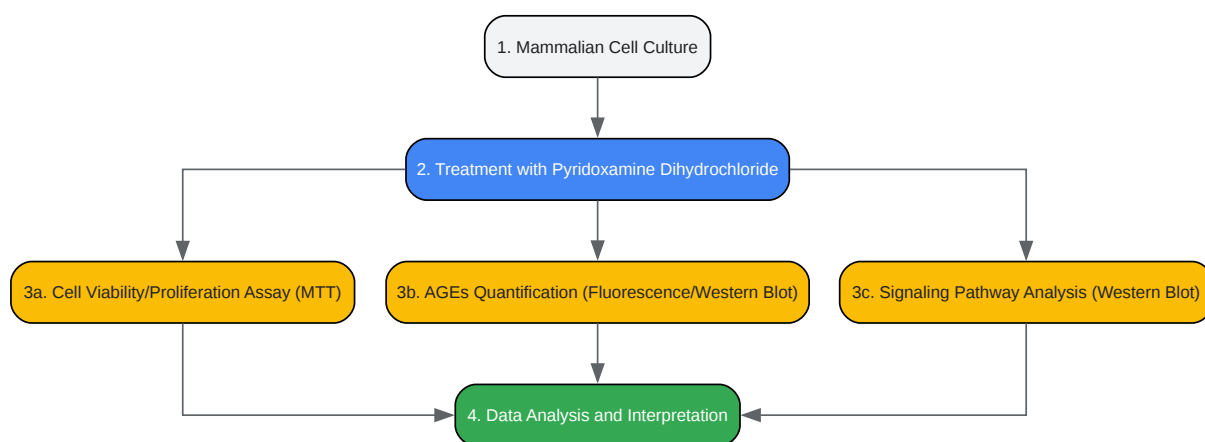 1. Mammalian Cell Culture
2. Treatment with Pyridoxamine Dihydrochloride
3a. Cell Viability/Proliferation Assay (MTT)
3b. AGEs Quantification (Fluorescence/Western Blot)
3c. Signaling Pathway Analysis (Western Blot)
4. Data Analysis and Interpretation